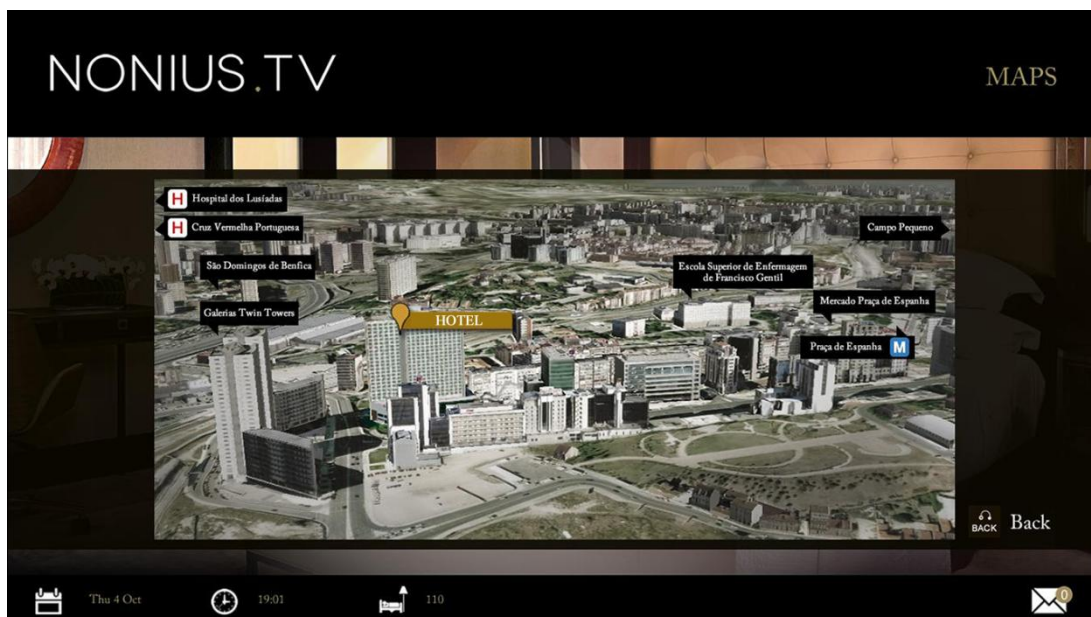 NONIUS.TV
MAPS
H Hospital dos Lusíadas
H Cruz Vermelha Portuguesa
Campo Pequeno
São Domingos de Benfica
Escola Superior de Enfermagem
de Francisco Gentil
Galerias Twin Towers
Mercado Praça de Espanha
HOTEL
Praça de Espanha M
BACK Back
Thu 4 Oct
19:01
110
0